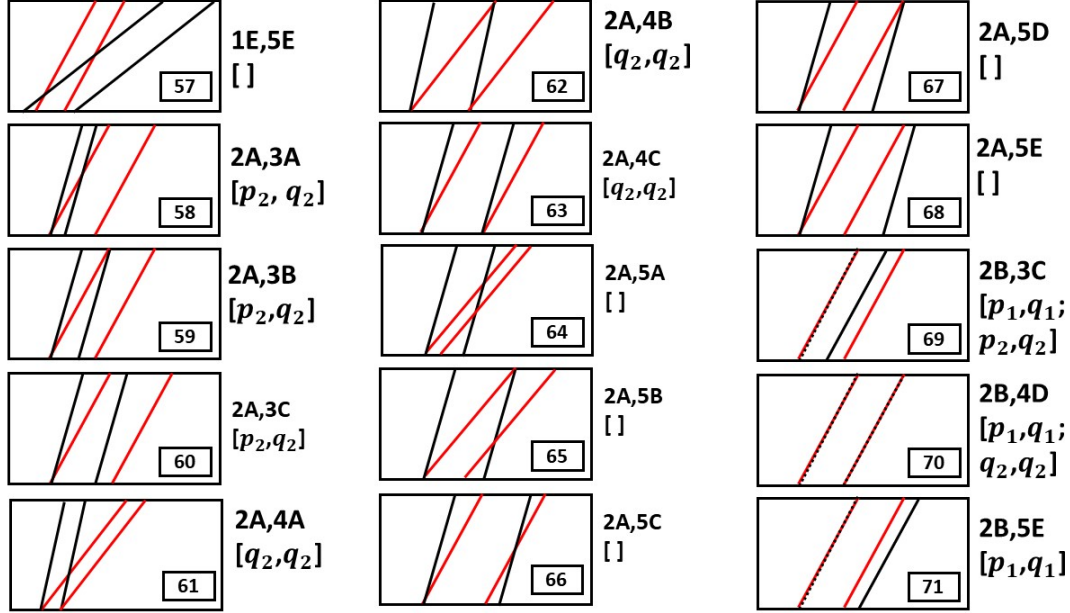 57
1E,5E
[ ]
58
2A,3A
[p₂, q₂]
59
2A,3B
[p₂,q₂]
60
2A,3C
[p₂,q₂]
61
2A,4A
[q₂,q₂]
62
2A,4B
[q₂,q₂]
63
2A,4C
[q₂,q₂]
64
2A,5A
[ ]
65
2A,5B
[ ]
66
2A,5C
[ ]
67
2A,5D
[ ]
68
2A,5E
[ ]
69
2B,3C
[p₁,q₁;
p₂,q₂]
70
2B,4D
[p₁,q₁;
q₂,q₂]
71
2B,5E
[p₁,q₁]